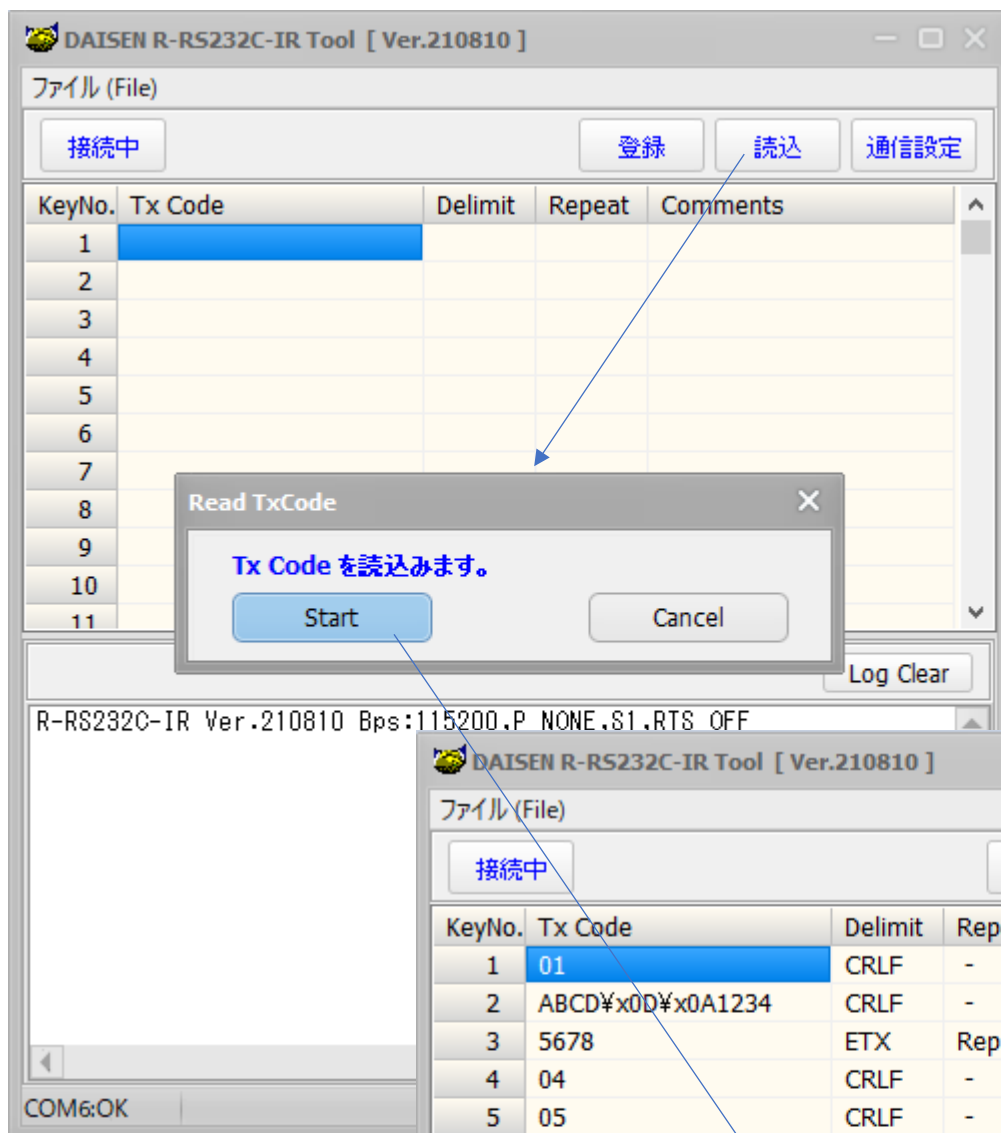 DAISEN R-RS232C-IR Tool [ Ver.210810 ]
ファイル (File)
接続中 登録 読込 通信設定
KeyNo. Tx Code Delimit Repeat Comments
1
2
3
4
5
6
7
8
9
10
11
Read TxCode
Tx Code を読込みます。
Start Cancel
Log Clear
R-RS232C-IR Ver.210810 Bps:115200,P NONE,S1,RTS OFF
COM6:OK
DAISEN R-RS232C-IR Tool [ Ver.210810 ]
ファイル (File)
接続中
KeyNo. Tx Code Delimit Rep
1 01 CRLF -
2 ABCD¥x0D¥x0A1234 CRLF -
3 5678 ETX Rep
4 04 CRLF -
5 05 CRLF -